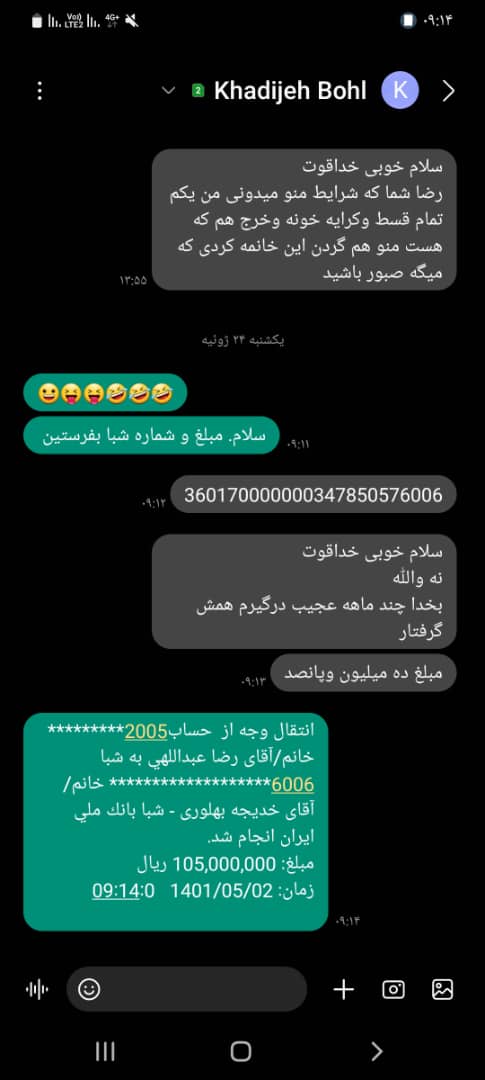 ۰۹:۱۴
4G+
Vo))
LTE2
2 Khadijeh Bohl
K
سلام خوبی خداقوت
رضا شما که شرایط منو میدونی من یکم
تمام قسط وکرایه خونه وخرج هم که
هست منو هم گردن این خانمه کردی که
میگه صبور باشید
۱۳:۵۵
یکشنبه ۲۴ ژوئیه
😀😝😝🤣🤣🤣
سلام. مبلغ و شماره شبا بفرستین
۰۹:۱۱
360170000000347850576006
۰۹:۱۲
سلام خوبی خداقوت
نه والله
بخدا چند ماهه عجیب درگیرم همش
گرفتار
مبلغ ده میلیون وپانصد
۰۹:۱۳
انتقال وجه از حساب2005*********
خانم/آقای رضا عبداللهي به شبا
6006******************* خانم/
آقای خديجه بهلوری - شبا بانك ملي
ايران انجام شد.
مبلغ: 105,000,000 ریال
زمان: 1401/05/02 09:14:0
۰۹:۱۴